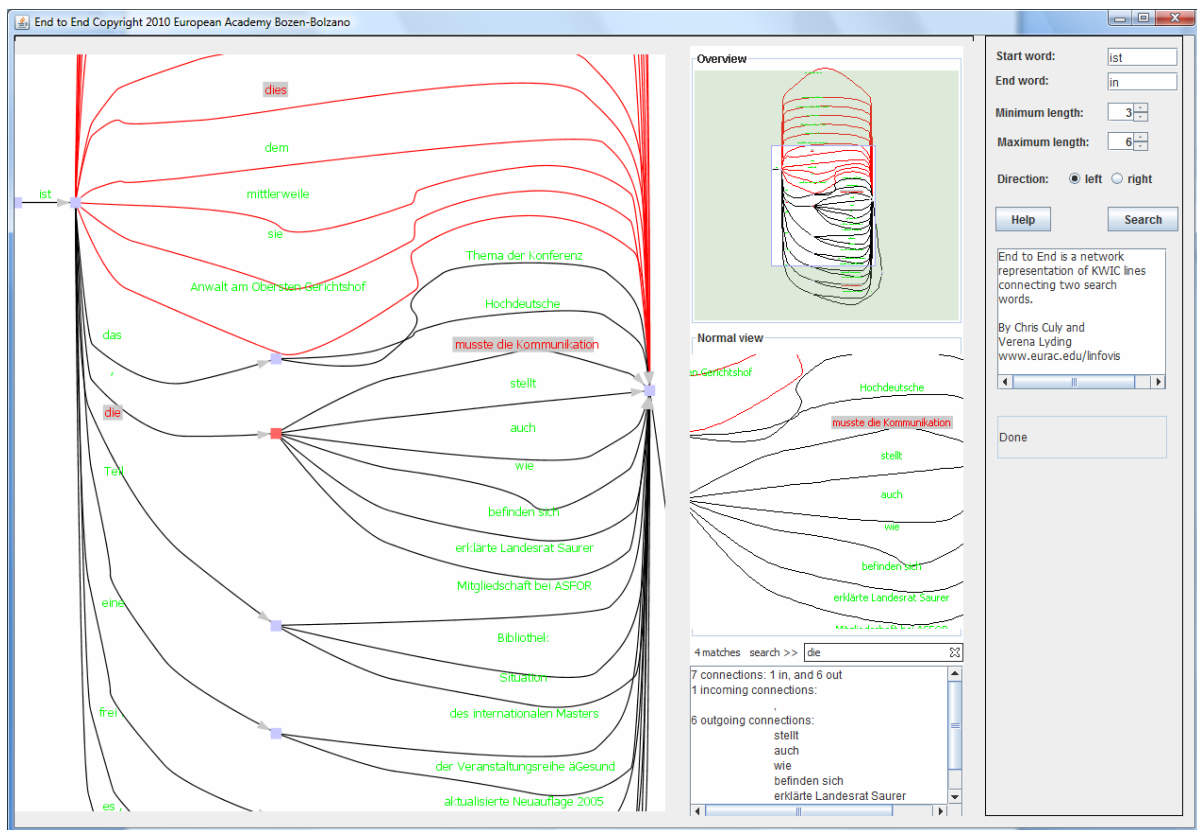 End to End Copyright 2010 European Academy Bozen-Bolzano
dies
dem
ist
mittlerweile
sie
Thema der Konferenz
Anwalt am Obersten Gerichtshof
Hochdeutsche
das
musste die Kommunikation
,
stellt
die
auch
wie
Teil
befinden sich
erklärte Landesrat Saurer
Mitgliedschaft bei ASFOR
eine
Bibliothek
Situation
frei
des internationalen Masters
der Veranstaltungsreihe äGesund
es ,
aktualisierte Neuauflage 2005
Overview
Normal view
en Gerichtshof
Hochdeutsche
musste die Kommunikation
stellt
auch
wie
befinden sich
erklärte Landesrat Saurer
Mitgliedschaft bei ASFOR
4 matches search >> die
7 connections: 1 in, and 6 out
1 incoming connections:
,
6 outgoing connections:
stellt
auch
wie
befinden sich
erklärte Landesrat Saurer
Start word: ist
End word: in
Minimum length: 3
Maximum length: 6
Direction: left right
Help Search
End to End is a network
representation of KWIC lines
connecting two search
words.
By Chris Culy and
Verena Lyding
www.eurac.edu/linfovis
Done